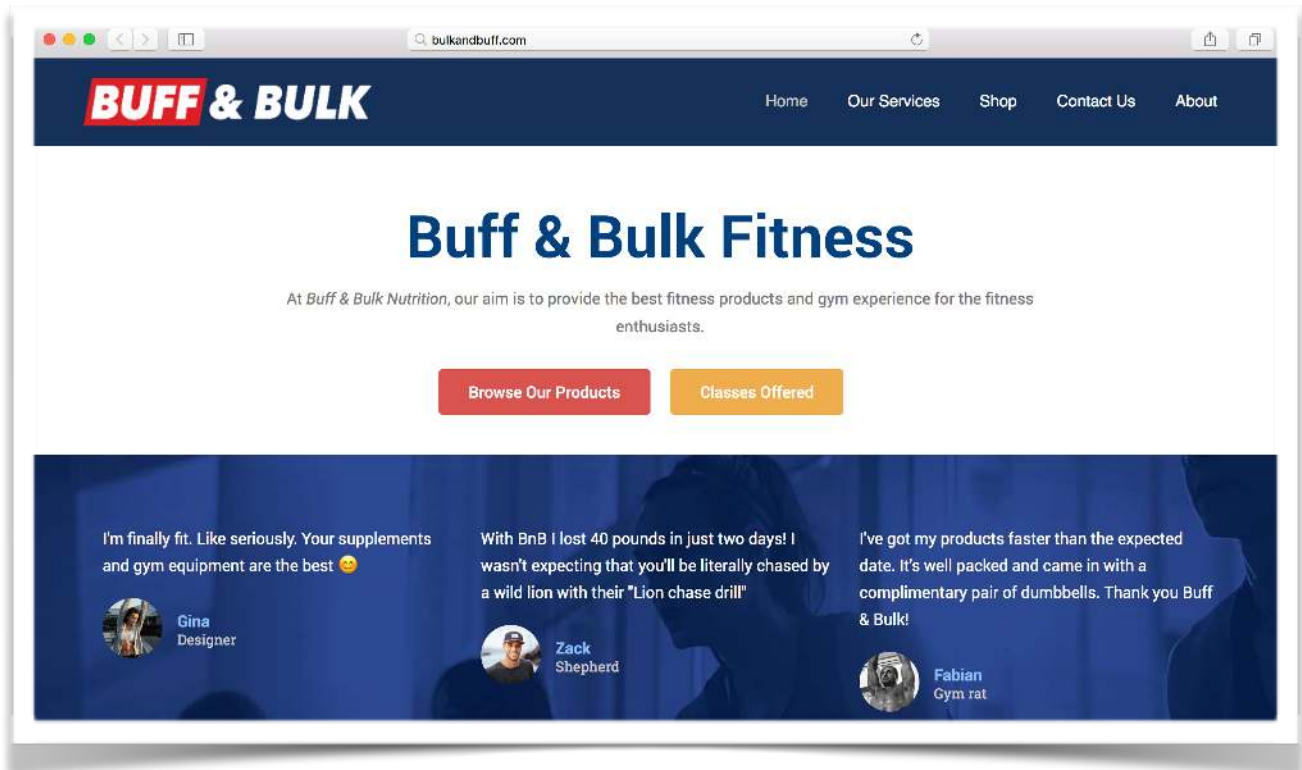 bulkandbuff.com
BUFF & BULK
Home Our Services Shop Contact Us About
Buff & Bulk Fitness
At Buff & Bulk Nutrition, our aim is to provide the best fitness products and gym experience for the fitness
enthusiasts.
Browse Our Products Classes Offered
I'm finally fit. Like seriously. Your supplements
and gym equipment are the best 😊
Gina
Designer
With BnB I lost 40 pounds in just two days! I
wasn't expecting that you'll be literally chased by
a wild lion with their "Lion chase drill"
Zack
Shepherd
I've got my products faster than the expected
date. It's well packed and came in with a
complimentary pair of dumbbells. Thank you Buff
& Bulk!
Fabian
Gym rat